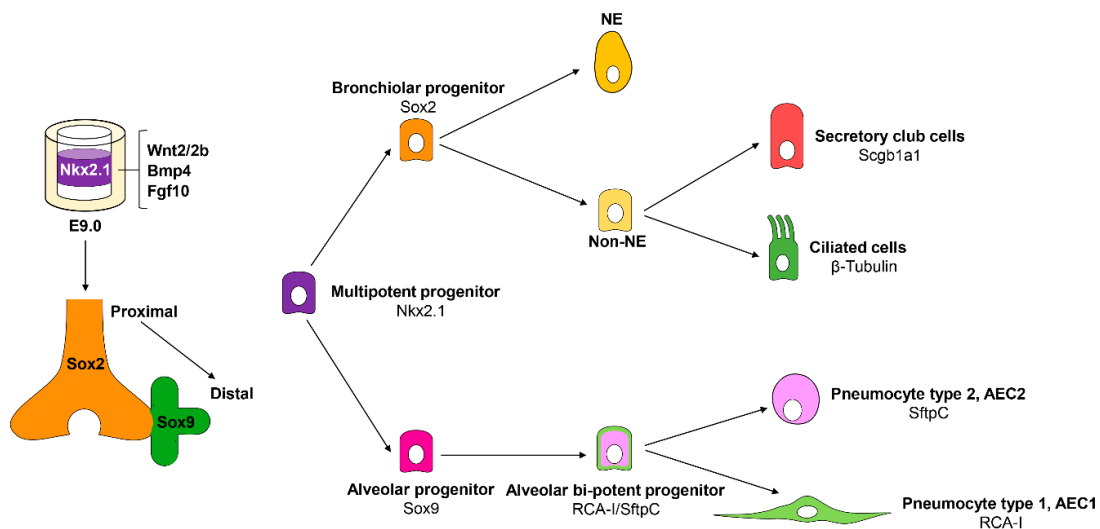 NE
Bronchiolar progenitor
Sox2
Nkx2.1
Wnt2/2b
Bmp4
Fgf10
E9.0
Secretory club cells
Scgb1a1
Non-NE
Ciliated cells
β-Tubulin
Multipotent progenitor
Nkx2.1
Proximal
Sox2
Distal
Sox9
Pneumocyte type 2, AEC2
SftpC
Alveolar progenitor
Sox9
Alveolar bi-potent progenitor
RCA-I/SftpC
Pneumocyte type 1, AEC1
RCA-I